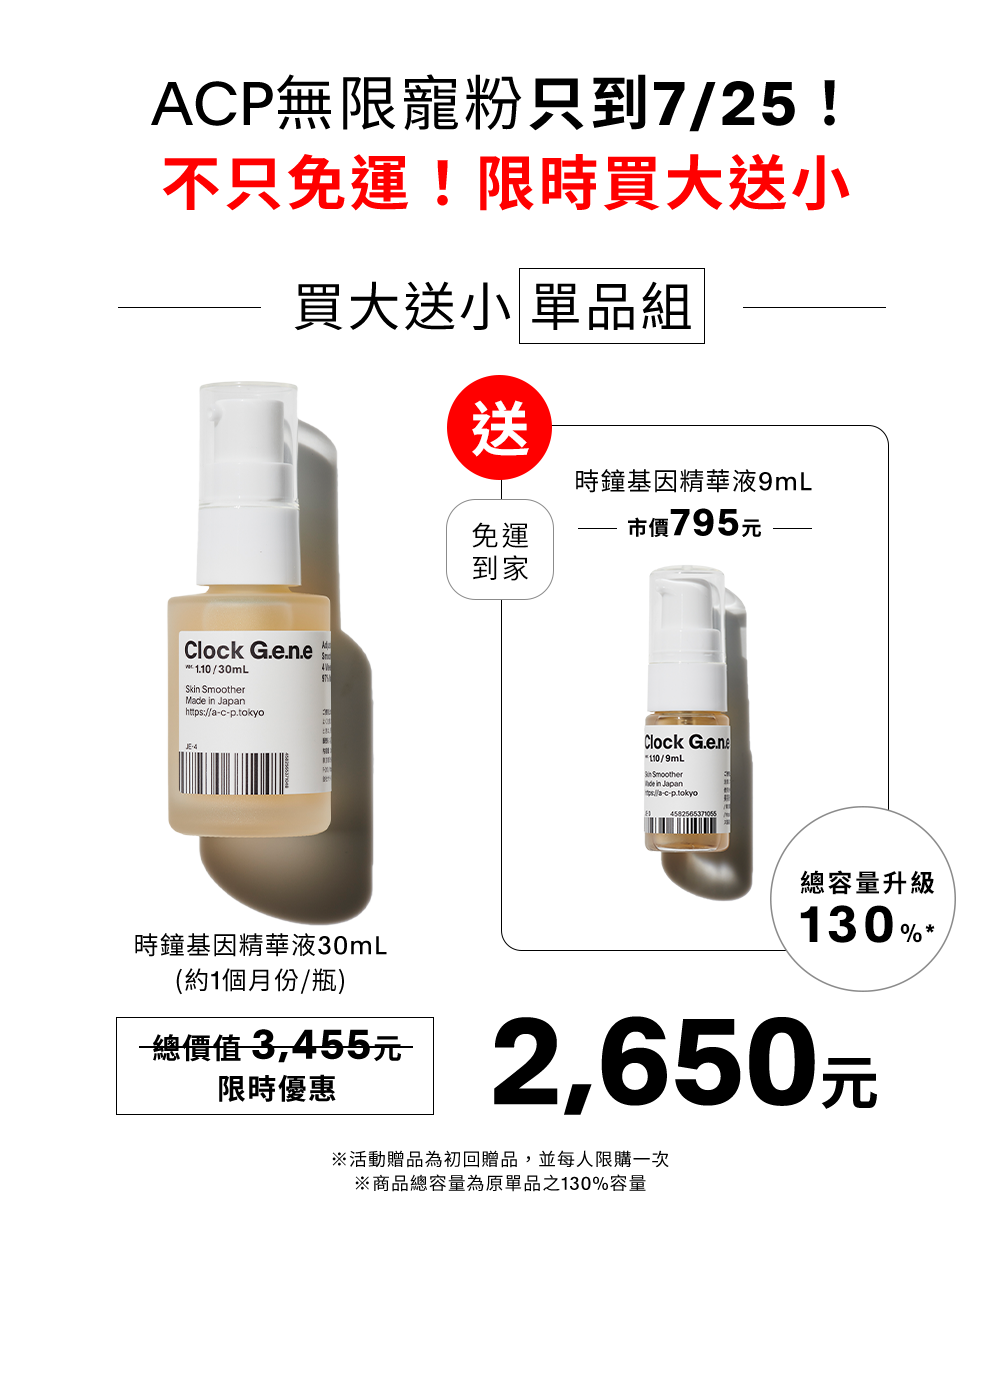 ACP無限寵粉只到7/25！
不只免運！限時買大送小
買大送小 單品組
送
免運
到家
時鐘基因精華液9mL
市價795元
Clock G.e.n.e
ver. 1.10 / 30mL
Skin Smoother
Made in Japan
https://a-c-p.tokyo
JE-4
Clock G.e.n.e
1.10 / 9mL
Skin Smoother
Made in Japan
https://a-c-p.tokyo
4582565371055
總容量升級
130%*
時鐘基因精華液30mL
(約1個月份/瓶)
總價值 3,455元
限時優惠
2,650元
※活動贈品為初回贈品，並每人限購一次
※商品總容量為原單品之130%容量